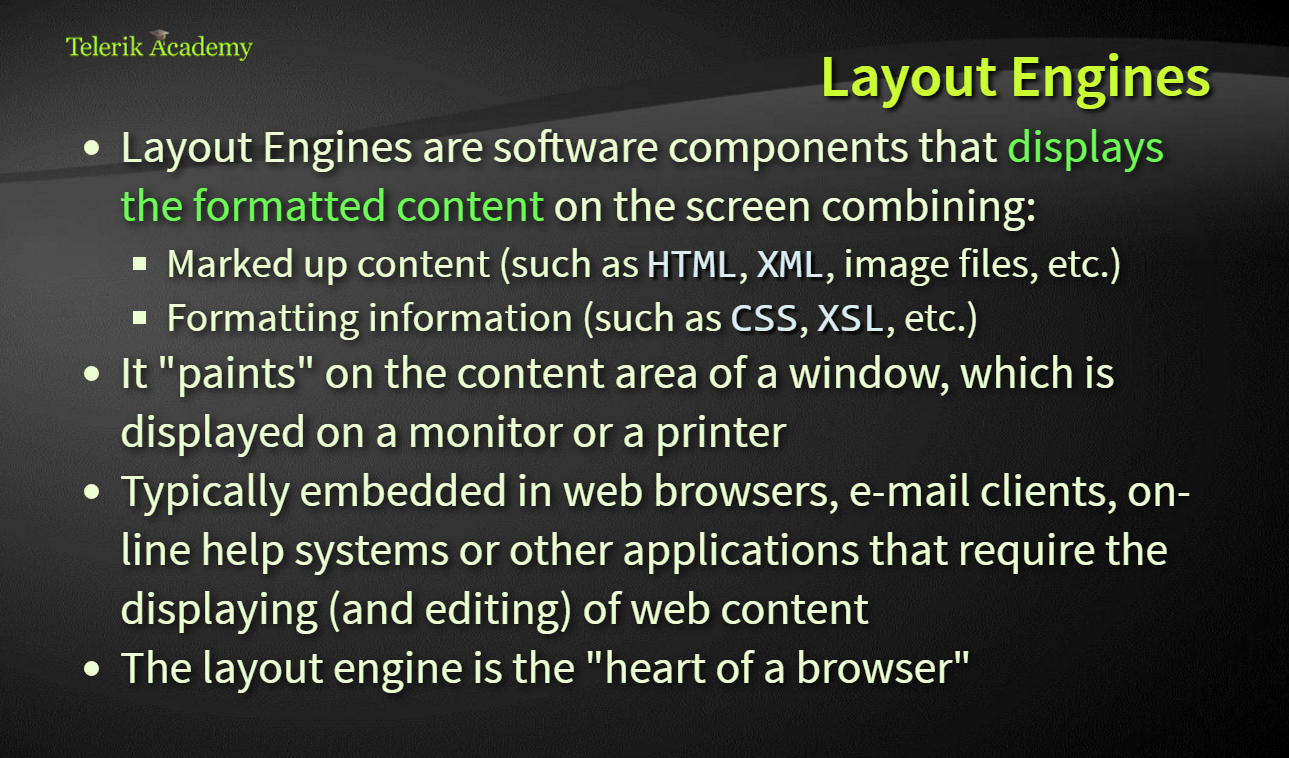 Telerik Academy
Layout Engines
• Layout Engines are software components that displays
the formatted content on the screen combining:
▪ Marked up content (such as HTML, XML, image files, etc.)
▪ Formatting information (such as CSS, XSL, etc.)
• It "paints" on the content area of a window, which is
displayed on a monitor or a printer
• Typically embedded in web browsers, e-mail clients, on-
line help systems or other applications that require the
displaying (and editing) of web content
• The layout engine is the "heart of a browser"